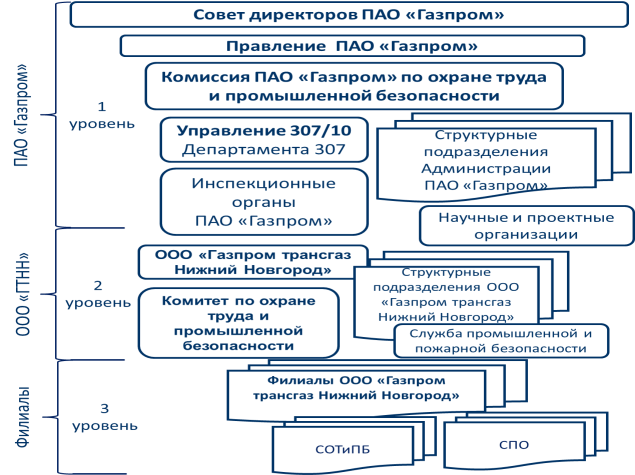 Совет директоров ПАО «Газпром»
Правление ПАО «Газпром»
Комиссия ПАО «Газпром» по охране труда
и промышленной безопасности
ПАО «Газпром»
1
уровень
Управление 307/10
Департамента 307
Структурные
подразделения
Администрации
ПАО «Газпром»
Инспекционные
органы
ПАО «Газпром»
Научные и проектные
организации
ООО «ГТНН»
2
уровень
ООО «Газпром трансгаз
Нижний Новгород»
Структурные
подразделения ООО
«Газпром трансгаз
Нижний Новгород»
Комитет по охране
труда и
промышленной
безопасности
Служба промышленной и
пожарной безопасности
Филиалы
3
уровень
Филиалы ООО «Газпром
трансгаз Нижний Новгород»
СОТиПБ
СПО